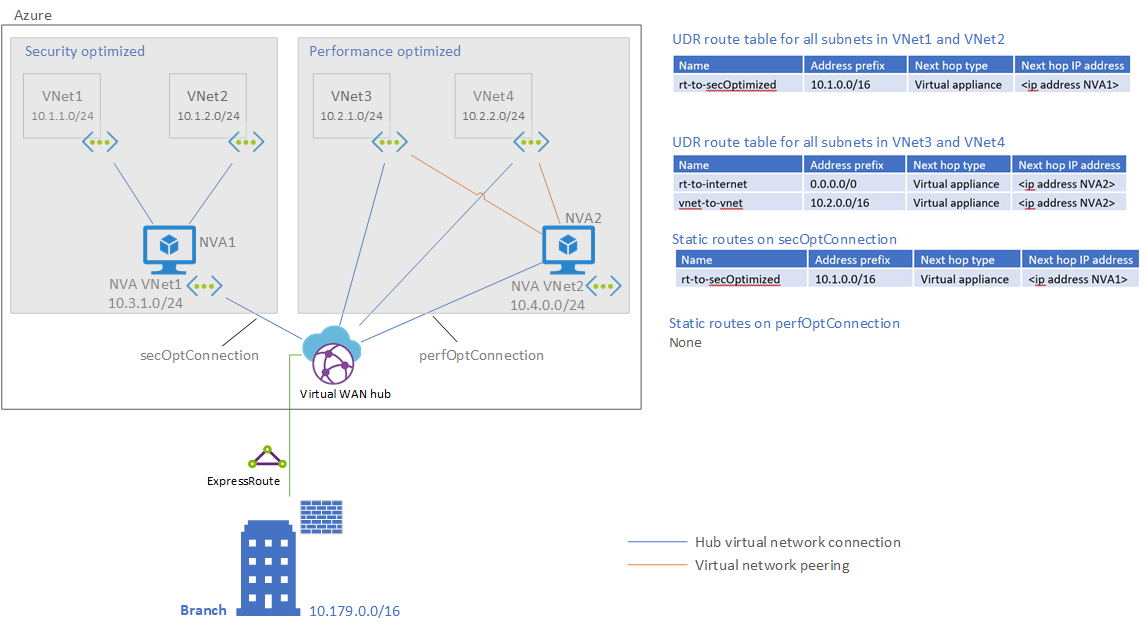 Azure
Security optimized
Performance optimized
VNet1
10.1.1.0/24
VNet2
10.1.2.0/24
VNet3
10.2.1.0/24
VNet4
10.2.2.0/24
NVA1
NVA VNet1
10.3.1.0/24
NVA2
NVA VNet2
10.4.0.0/24
secOptConnection
perfOptConnection
Virtual WAN hub
ExpressRoute
Branch
10.179.0.0/16
UDR route table for all subnets in VNet1 and VNet2
Name Address prefix Next hop type Next hop IP address
rt-to-secOptimized 10.1.0.0/16 Virtual appliance <ip address NVA1>
UDR route table for all subnets in VNet3 and VNet4
Name Address prefix Next hop type Next hop IP address
rt-to-internet 0.0.0.0/0 Virtual appliance <ip address NVA2>
vnet-to-vnet 10.2.0.0/16 Virtual appliance <ip address NVA2>
Static routes on secOptConnection
Name Address prefix Next hop type Next hop IP address
rt-to-secOptimized 10.1.0.0/16 Virtual appliance <ip address NVA1>
Static routes on perfOptConnection
None
Hub virtual network connection
Virtual network peering